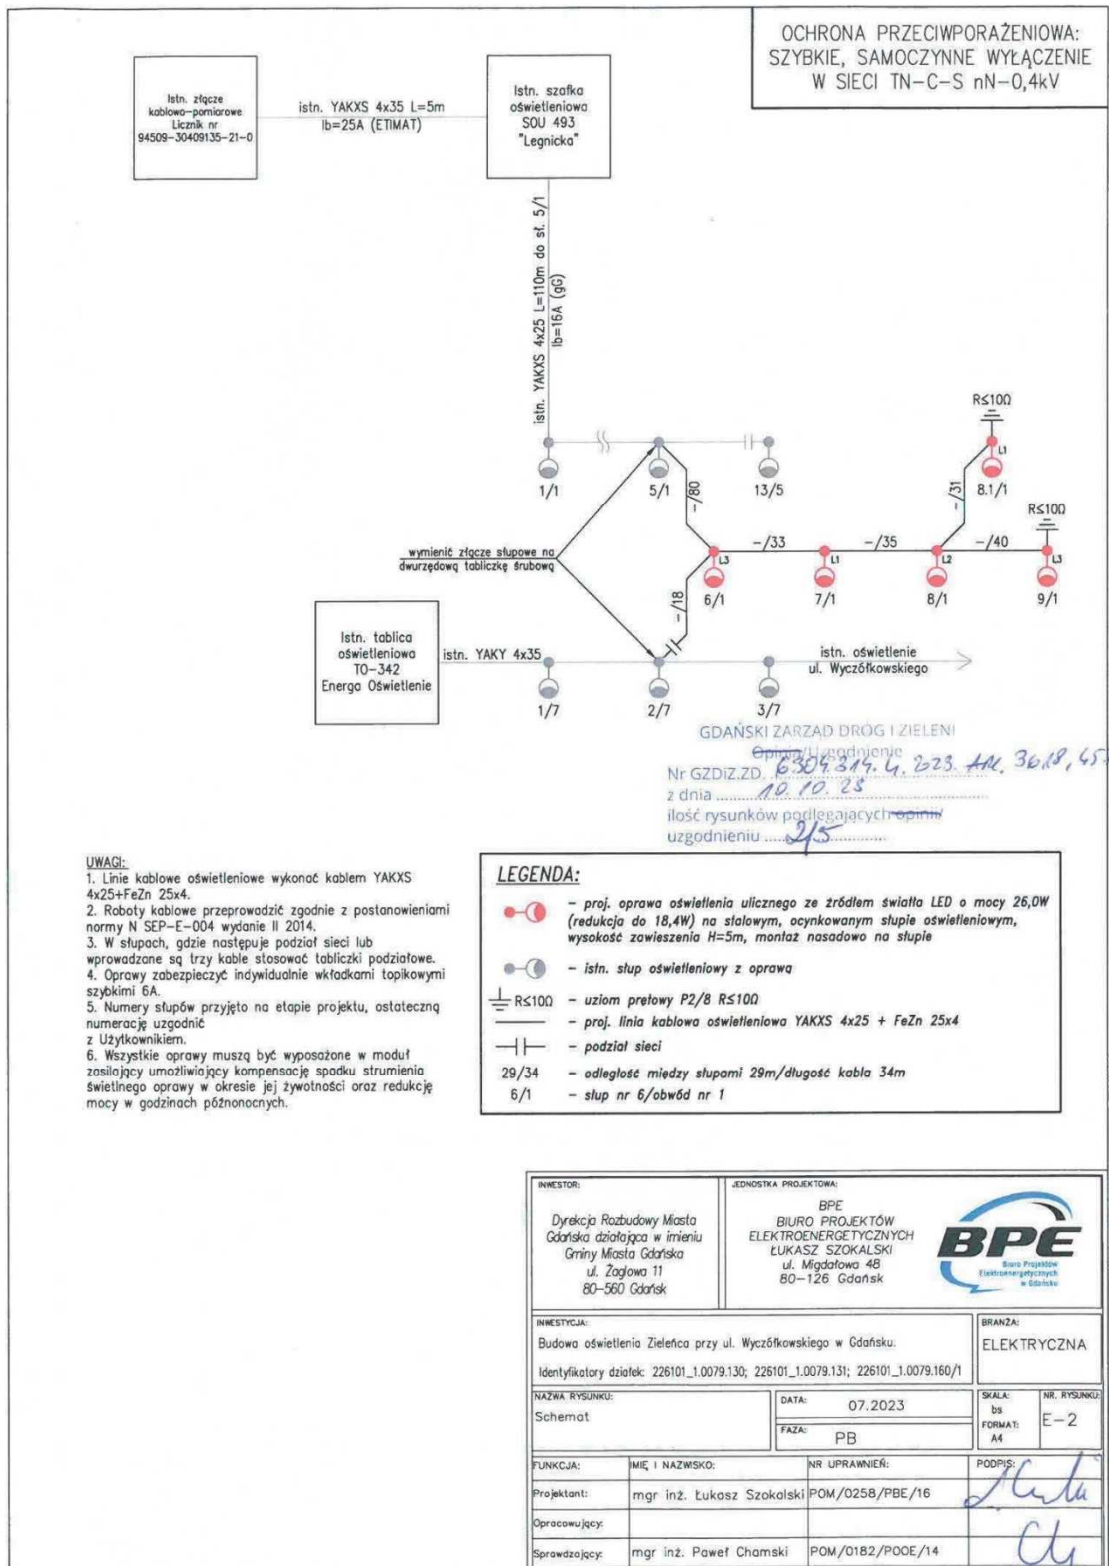 OCHRONA PRZECIWPORAŻENIOWA:
SZYBKIE, SAMOCZYNNE WYŁĄCZENIE
W SIECI TN-C-S nN-0,4kV
Istn. złącze
kablowo-pomiarowe
Licznik nr
94509-30409135-21-0
istn. YAKXS 4x35 L=5m
Ib=25A (ETIMAT)
Istn. szafka
oświetleniowa
SOU 493
"Legnicka"
istn. YAKXS 4x25 L=110m do sł. 5/1
Ib=16A (gG)
R≤10Ω
L1
1/1
5/1
13/5
8.1/1
-/80
-/31
R≤10Ω
-/33
-/35
-/40
wymienić złącze słupowe na
dwurzędową tabliczkę śrubową
L3
L1
L2
L3
6/1
7/1
8/1
9/1
-/18
Istn. tablica
oświetleniowa
TO-342
Energa Oświetlenie
istn. YAKY 4x35
istn. oświetlenie
ul. Wyczółkowskiego
1/7
2/7
3/7
GDAŃSKI ZARZĄD DRÓG I ZIELENI
Opinia/Uzgodnienie
Nr GZDiZ.ZD.
z dnia 10.10.23
ilość rysunków podlegających opinii/
uzgodnieniu 2/5
UWAGI:
1. Linie kablowe oświetleniowe wykonać kablem YAKXS
4x25+FeZn 25x4.
2. Roboty kablowe przeprowadzić zgodnie z postanowieniami
normy N SEP-E-004 wydanie II 2014.
3. W słupach, gdzie następuje podział sieci lub
wprowadzane są trzy kable stosować tabliczki podziałowe.
4. Oprawy zabezpieczyć indywidualnie wkładkami topikowymi
szybkimi 6A.
5. Numery słupów przyjęto na etapie projektu, ostateczną
numerację uzgodnić
z Użytkownikiem.
6. Wszystkie oprawy muszą być wyposażone w moduł
zasilający umożliwiający kompensację spadku strumienia
świetlnego oprawy w okresie jej żywotności oraz redukcję
mocy w godzinach późnonocnych.
LEGENDA:
- proj. oprawa oświetlenia ulicznego ze źródłem światła LED o mocy 26,0W
(redukcja do 18,4W) na stalowym, ocynkowanym słupie oświetleniowym,
wysokość zawieszenia H=5m, montaż nasadowo na słupie
- istn. słup oświetleniowy z oprawą
R≤10Ω - uziom prętowy P2/8 R≤10Ω
- proj. linia kablowa oświetleniowa YAKXS 4x25 + FeZn 25x4
- podział sieci
29/34 - odległość między słupami 29m/długość kabla 34m
6/1 - słup nr 6/obwód nr 1
INWESTOR:
Dyrekcja Rozbudowy Miasta
Gdańska działająca w imieniu
Gminy Miasta Gdańska
ul. Żaglowa 11
80-560 Gdańsk
JEDNOSTKA PROJEKTOWA:
BPE
BIURO PROJEKTÓW
ELEKTROENERGETYCZNYCH
ŁUKASZ SZOKALSKI
ul. Migdałowa 48
80-126 Gdańsk
BPE
Biuro Projektów
Elektroenergetycznych
w Gdańsku
INWESTYCJA:
Budowa oświetlenia Zieleńca przy ul. Wyczółkowskiego w Gdańsku.
Identyfikatory działek: 226101_1.0079.130; 226101_1.0079.131; 226101_1.0079.160/1
BRANŻA:
ELEKTRYCZNA
NAZWA RYSUNKU:
Schemat
DATA: 07.2023
FAZA: PB
SKALA:
bs
FORMAT:
A4
NR. RYSUNKU:
E-2
FUNKCJA: IMIĘ I NAZWISKO: NR UPRAWNIEŃ: PODPIS:
Projektant: mgr inż. Łukasz Szokalski POM/0258/PBE/16
Opracowujący:
Sprawdzający: mgr inż. Paweł Chamski POM/0182/POOE/14